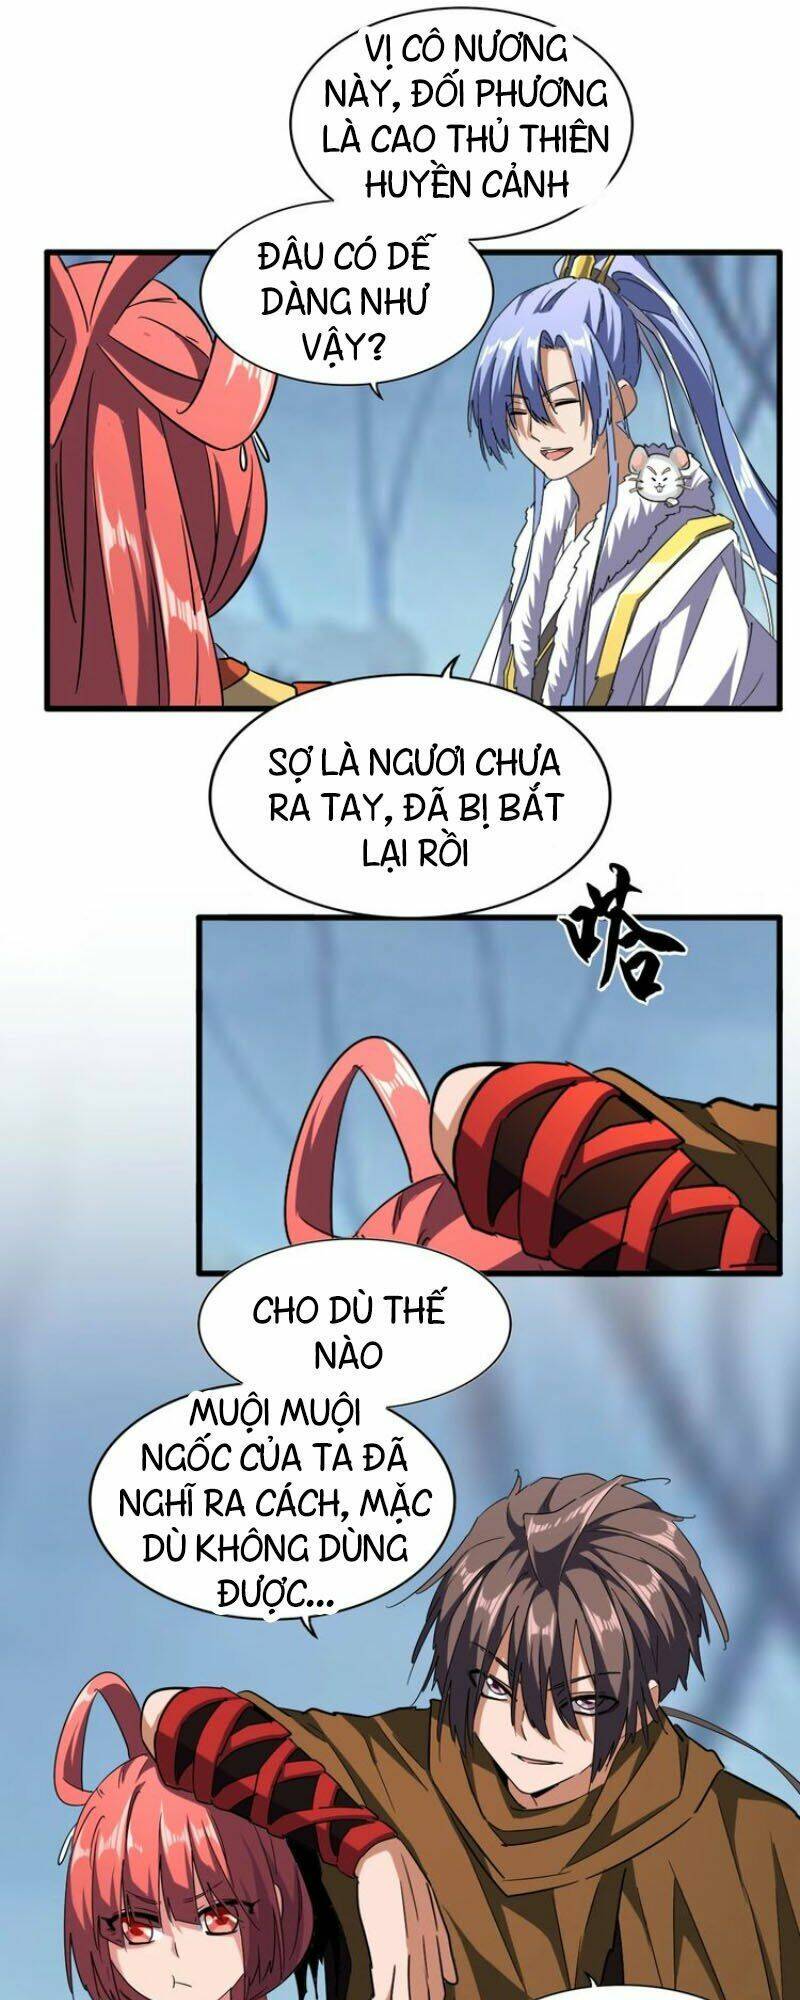 VỊ CÔ NƯƠNG
NÀY, ĐỐI PHƯƠNG
LÀ CAO THỦ THIÊN
HUYỀN CẢNH
ĐÂU CÓ DỄ
DÀNG NHƯ
VẬY?
SỢ LÀ NGƯƠI CHƯA
RA TAY, ĐÃ BỊ BẮT
LẠI RỒI
嗒
CHO DÙ THẾ
NÀO
MUỘI MUỘI
NGỐC CỦA TA ĐÃ
NGHĨ RA CÁCH, MẶC
DÙ KHÔNG DÙNG
ĐƯỢC...